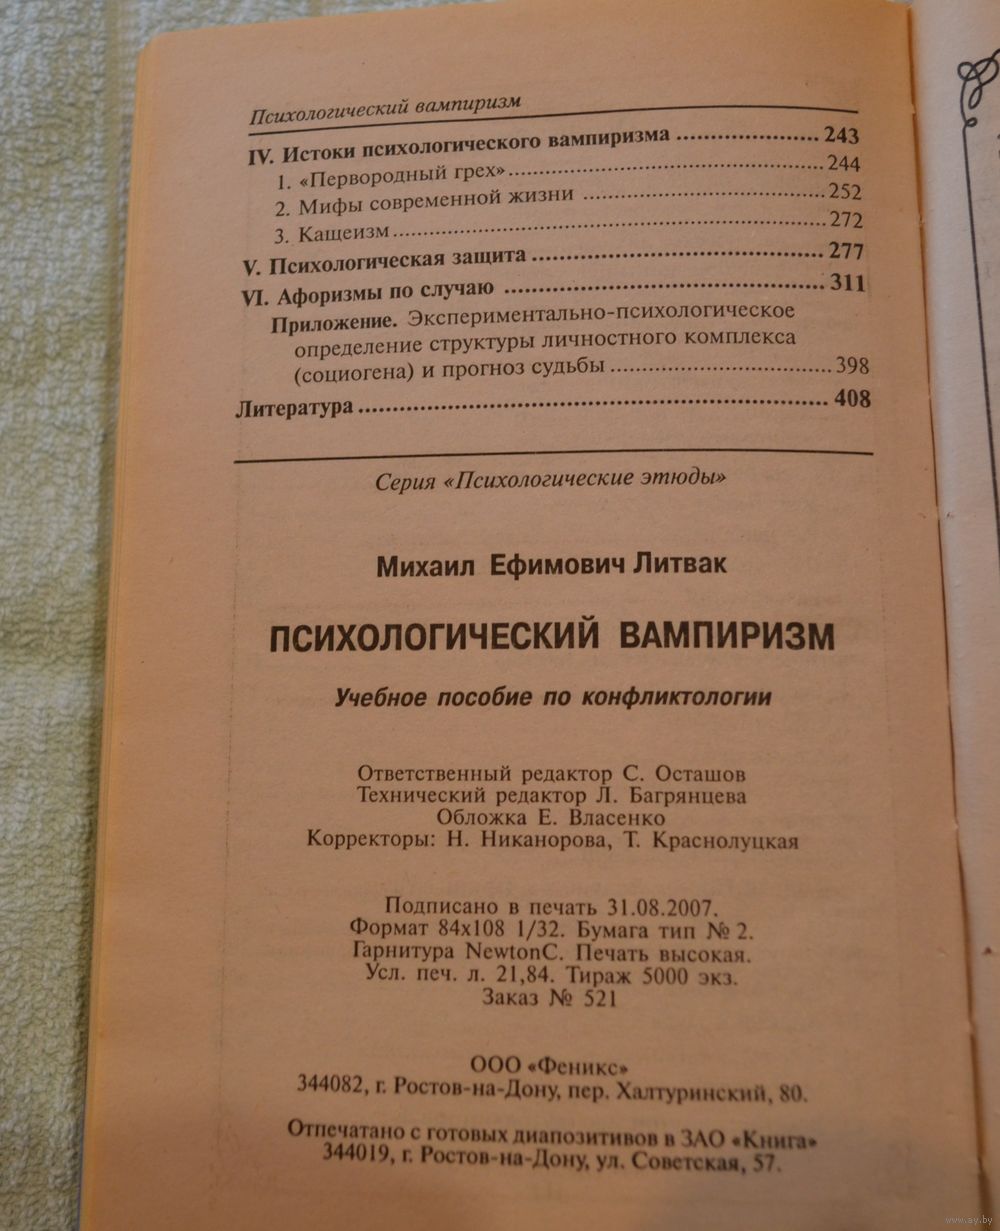 Психологический вампиризм
IV. Истоки психологического вампиризма .................... 243
1. «Первородный грех» ............................................. 244
2. Мифы современной жизни ................................... 252
3. Кащеизм ............................................................... 272
V. Психологическая защита .......................................... 277
VI. Афоризмы по случаю .............................................. 311
Приложение. Экспериментально-психологическое
определение структуры личностного комплекса
(социогена) и прогноз судьбы ................................ 398
Литература .................................................................... 408
Серия «Психологические этюды»
Михаил Ефимович Литвак
ПСИХОЛОГИЧЕСКИЙ ВАМПИРИЗМ
Учебное пособие по конфликтологии
Ответственный редактор С. Осташов
Технический редактор Л. Багрянцева
Обложка Е. Власенко
Корректоры: Н. Никанорова, Т. Краснолуцкая
Подписано в печать 31.08.2007.
Формат 84х108 1/32. Бумага тип № 2.
Гарнитура NewtonC. Печать высокая.
Усл. печ. л. 21,84. Тираж 5000 экз.
Заказ № 521
ООО «Феникс»
344082, г. Ростов-на-Дону, пер. Халтуринский, 80.
Отпечатано с готовых диапозитивов в ЗАО «Книга»
344019, г. Ростов-на-Дону, ул. Советская, 57.
www.ay.by